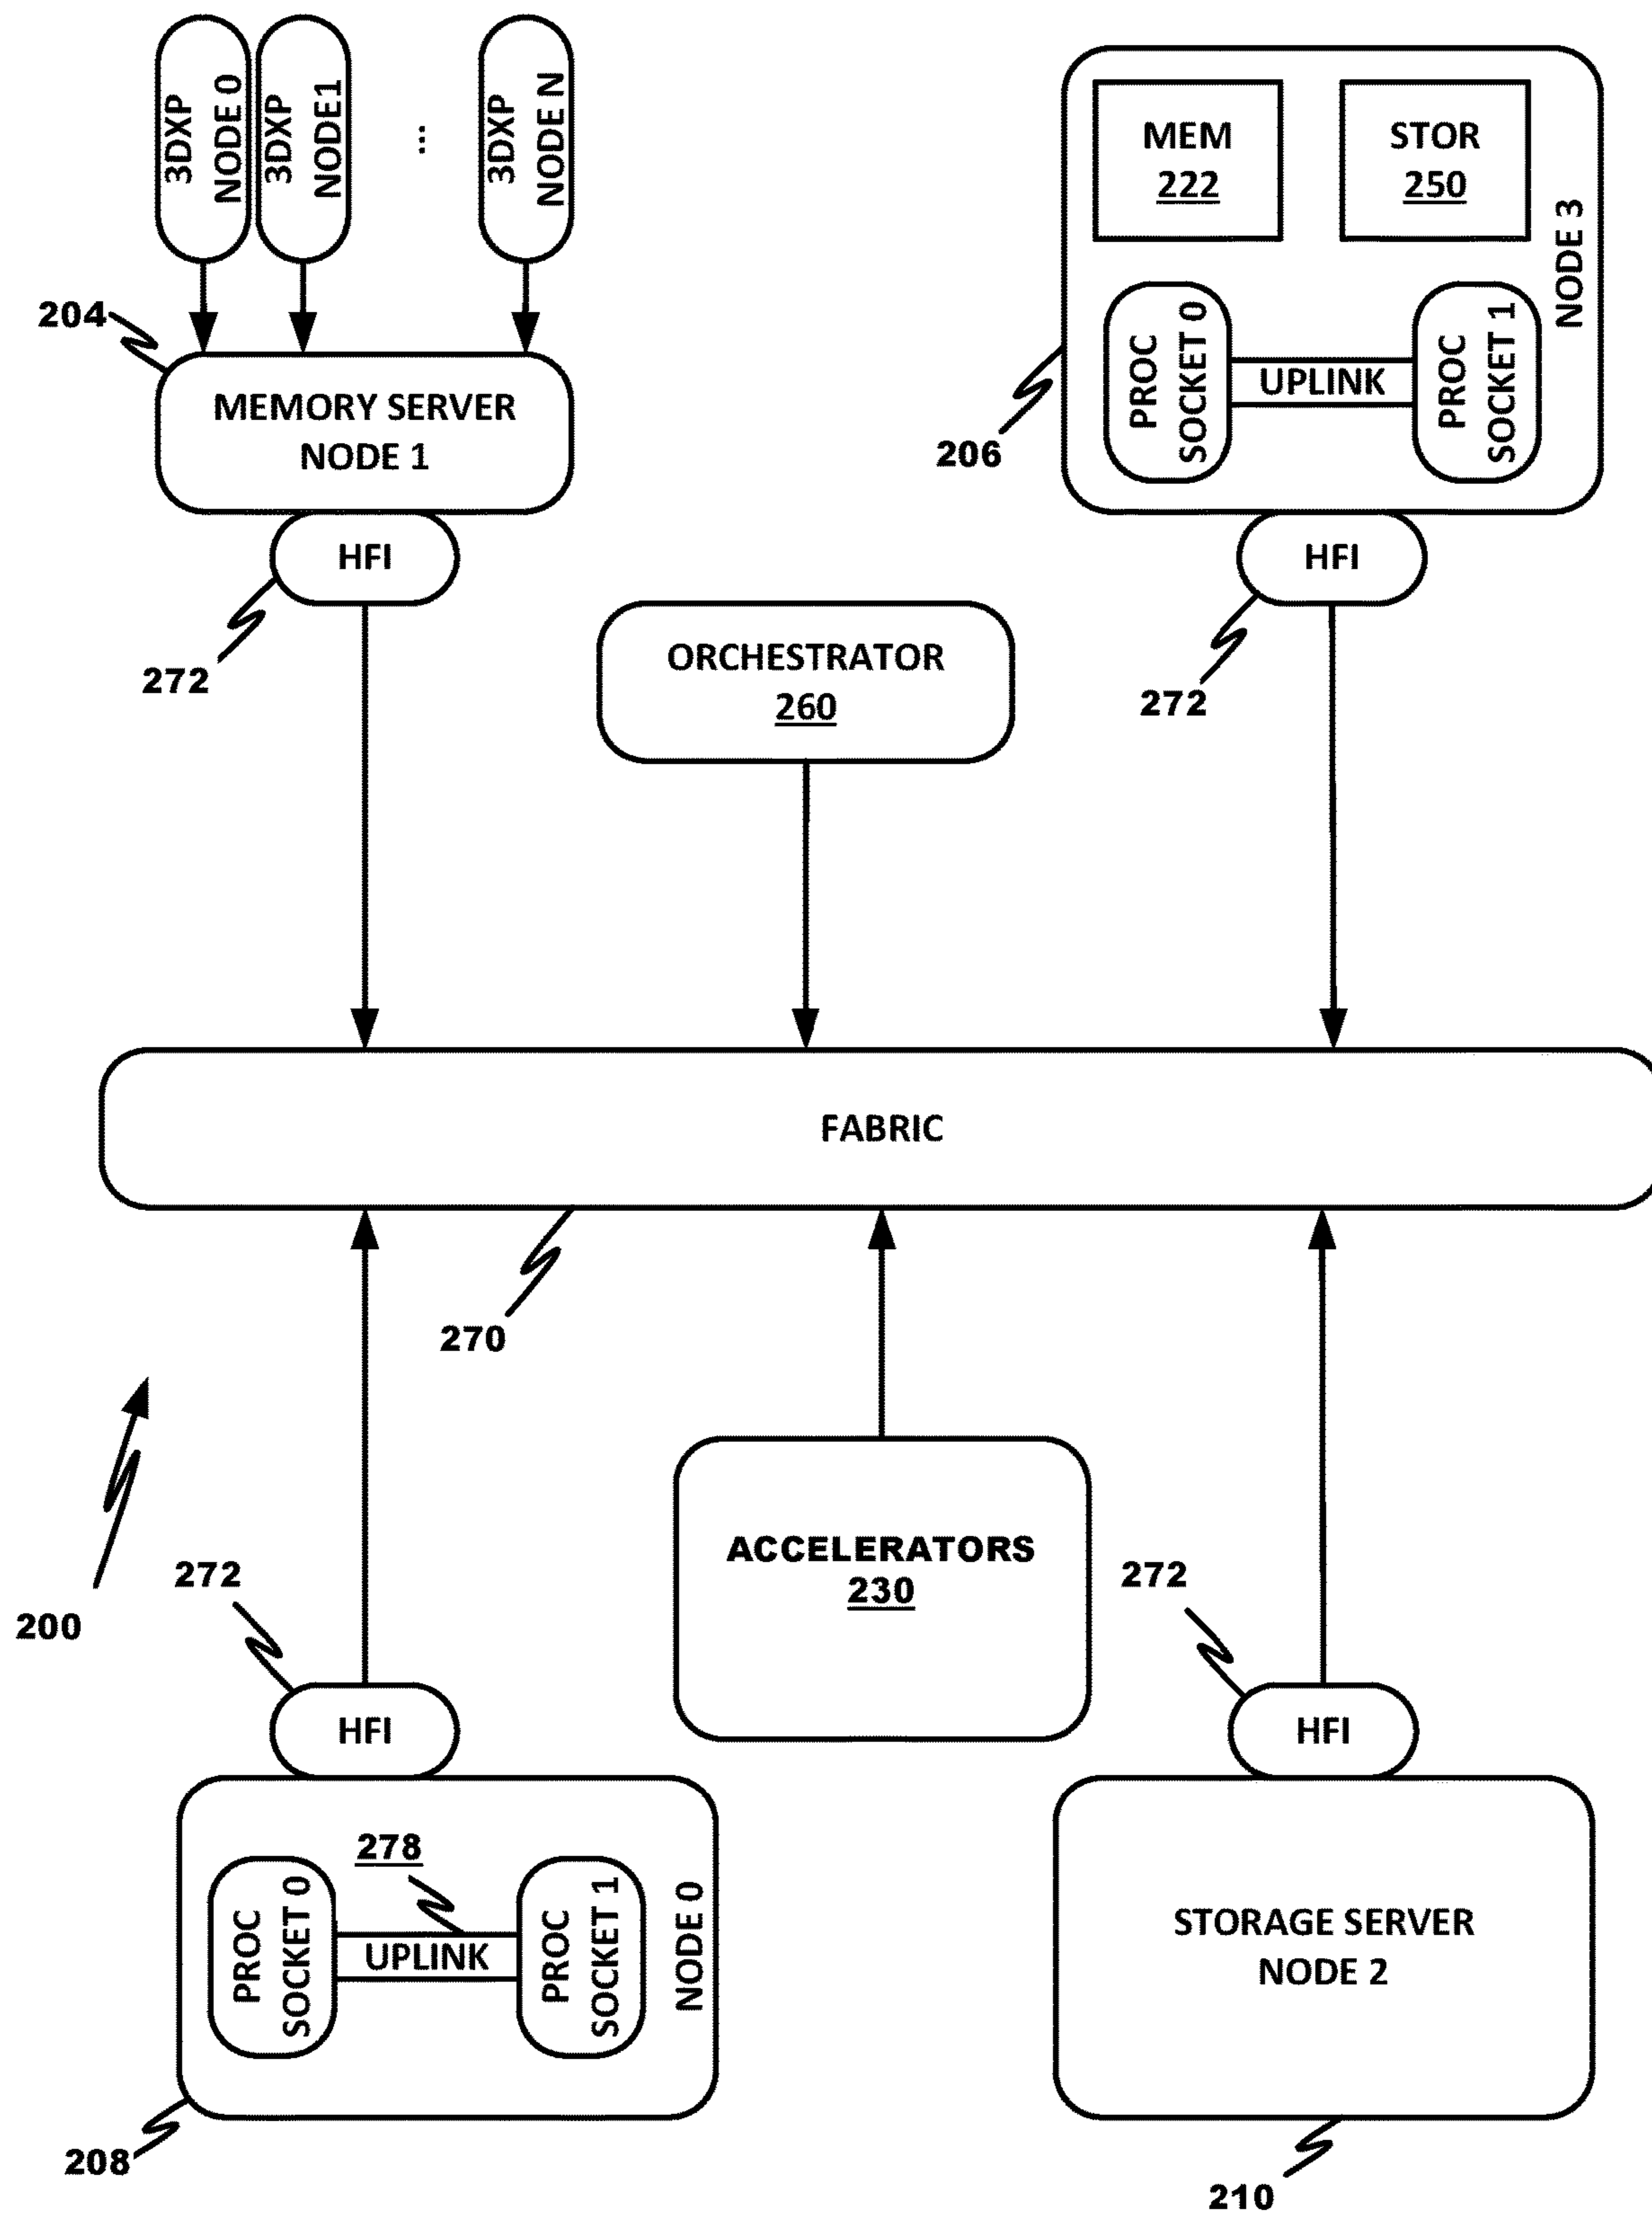 3DXP
NODE 0
3DXP
NODE1
...
3DXP
NODE N
204
MEMORY SERVER
NODE 1
HFI
272
MEM
222
STOR
250
NODE 3
PROC
SOCKET 0
UPLINK
PROC
SOCKET 1
206
HFI
272
ORCHESTRATOR
260
FABRIC
270
200
ACCELERATORS
230
272
HFI
278
PROC
SOCKET 0
UPLINK
PROC
SOCKET 1
NODE 0
208
272
HFI
STORAGE SERVER
NODE 2
210